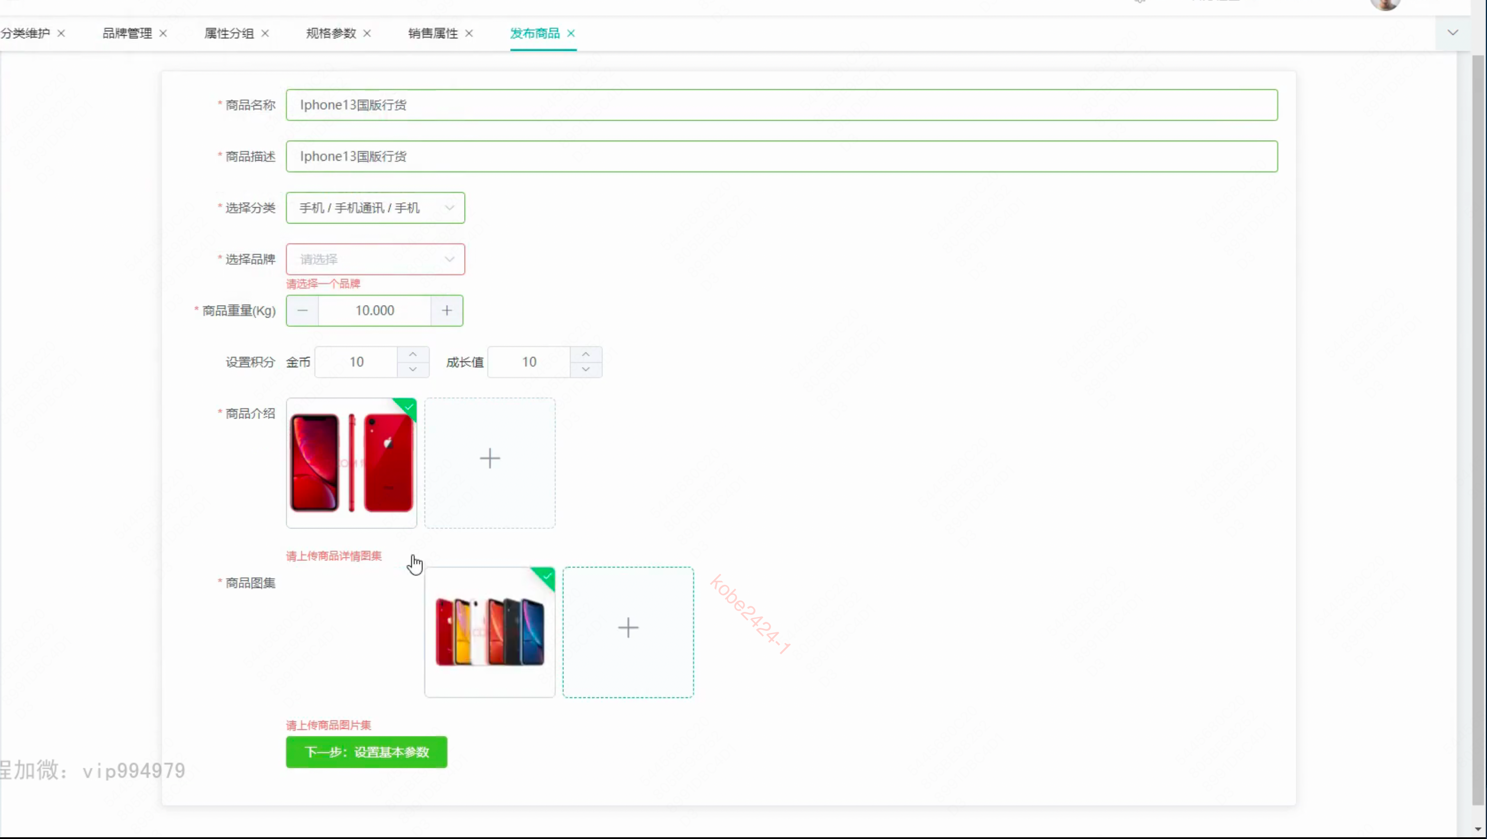 分类维护 × 品牌管理 × 属性分组 × 规格参数 × 销售属性 × 发布商品 ×
* 商品名称 Iphone13国版行货
* 商品描述 Iphone13国版行货
* 选择分类 手机 / 手机通讯 / 手机
* 选择品牌 请选择
请选择一个品牌
* 商品重量(Kg) − 10.000 +
设置积分 金币 10 成长值 10
* 商品介绍
请上传商品详情图集
* 商品图集
kobe2424-1
请上传商品图片集
下一步：设置基本参数
程加微：vip994979